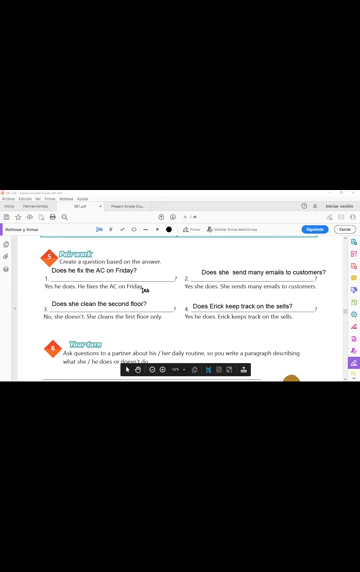 Archivo Edición Ver Firmar Ventana Ayuda
Inicio Herramientas Present Simple Exe...
Iniciar sesión
Rellenar y firmar
Siguiente Cerrar
5 Pair work
Create a question based on the answer.
Does he fix the AC on Friday?
1. ?
Yes he does. He fixes the AC on Friday.
Does she send many emails to customers?
2. ?
Yes she does. She sends many emails to customers.
Does she clean the second floor?
3. ?
No, she doesn't. She cleans the first floor only.
Does Erick keep track on the sells?
4. ?
Yes he does. Erick keeps track on the sells.
6 Your turn
Ask questions to a partner about his / her daily routine, so you write a paragraph describing
what she / he does or doesn't do.